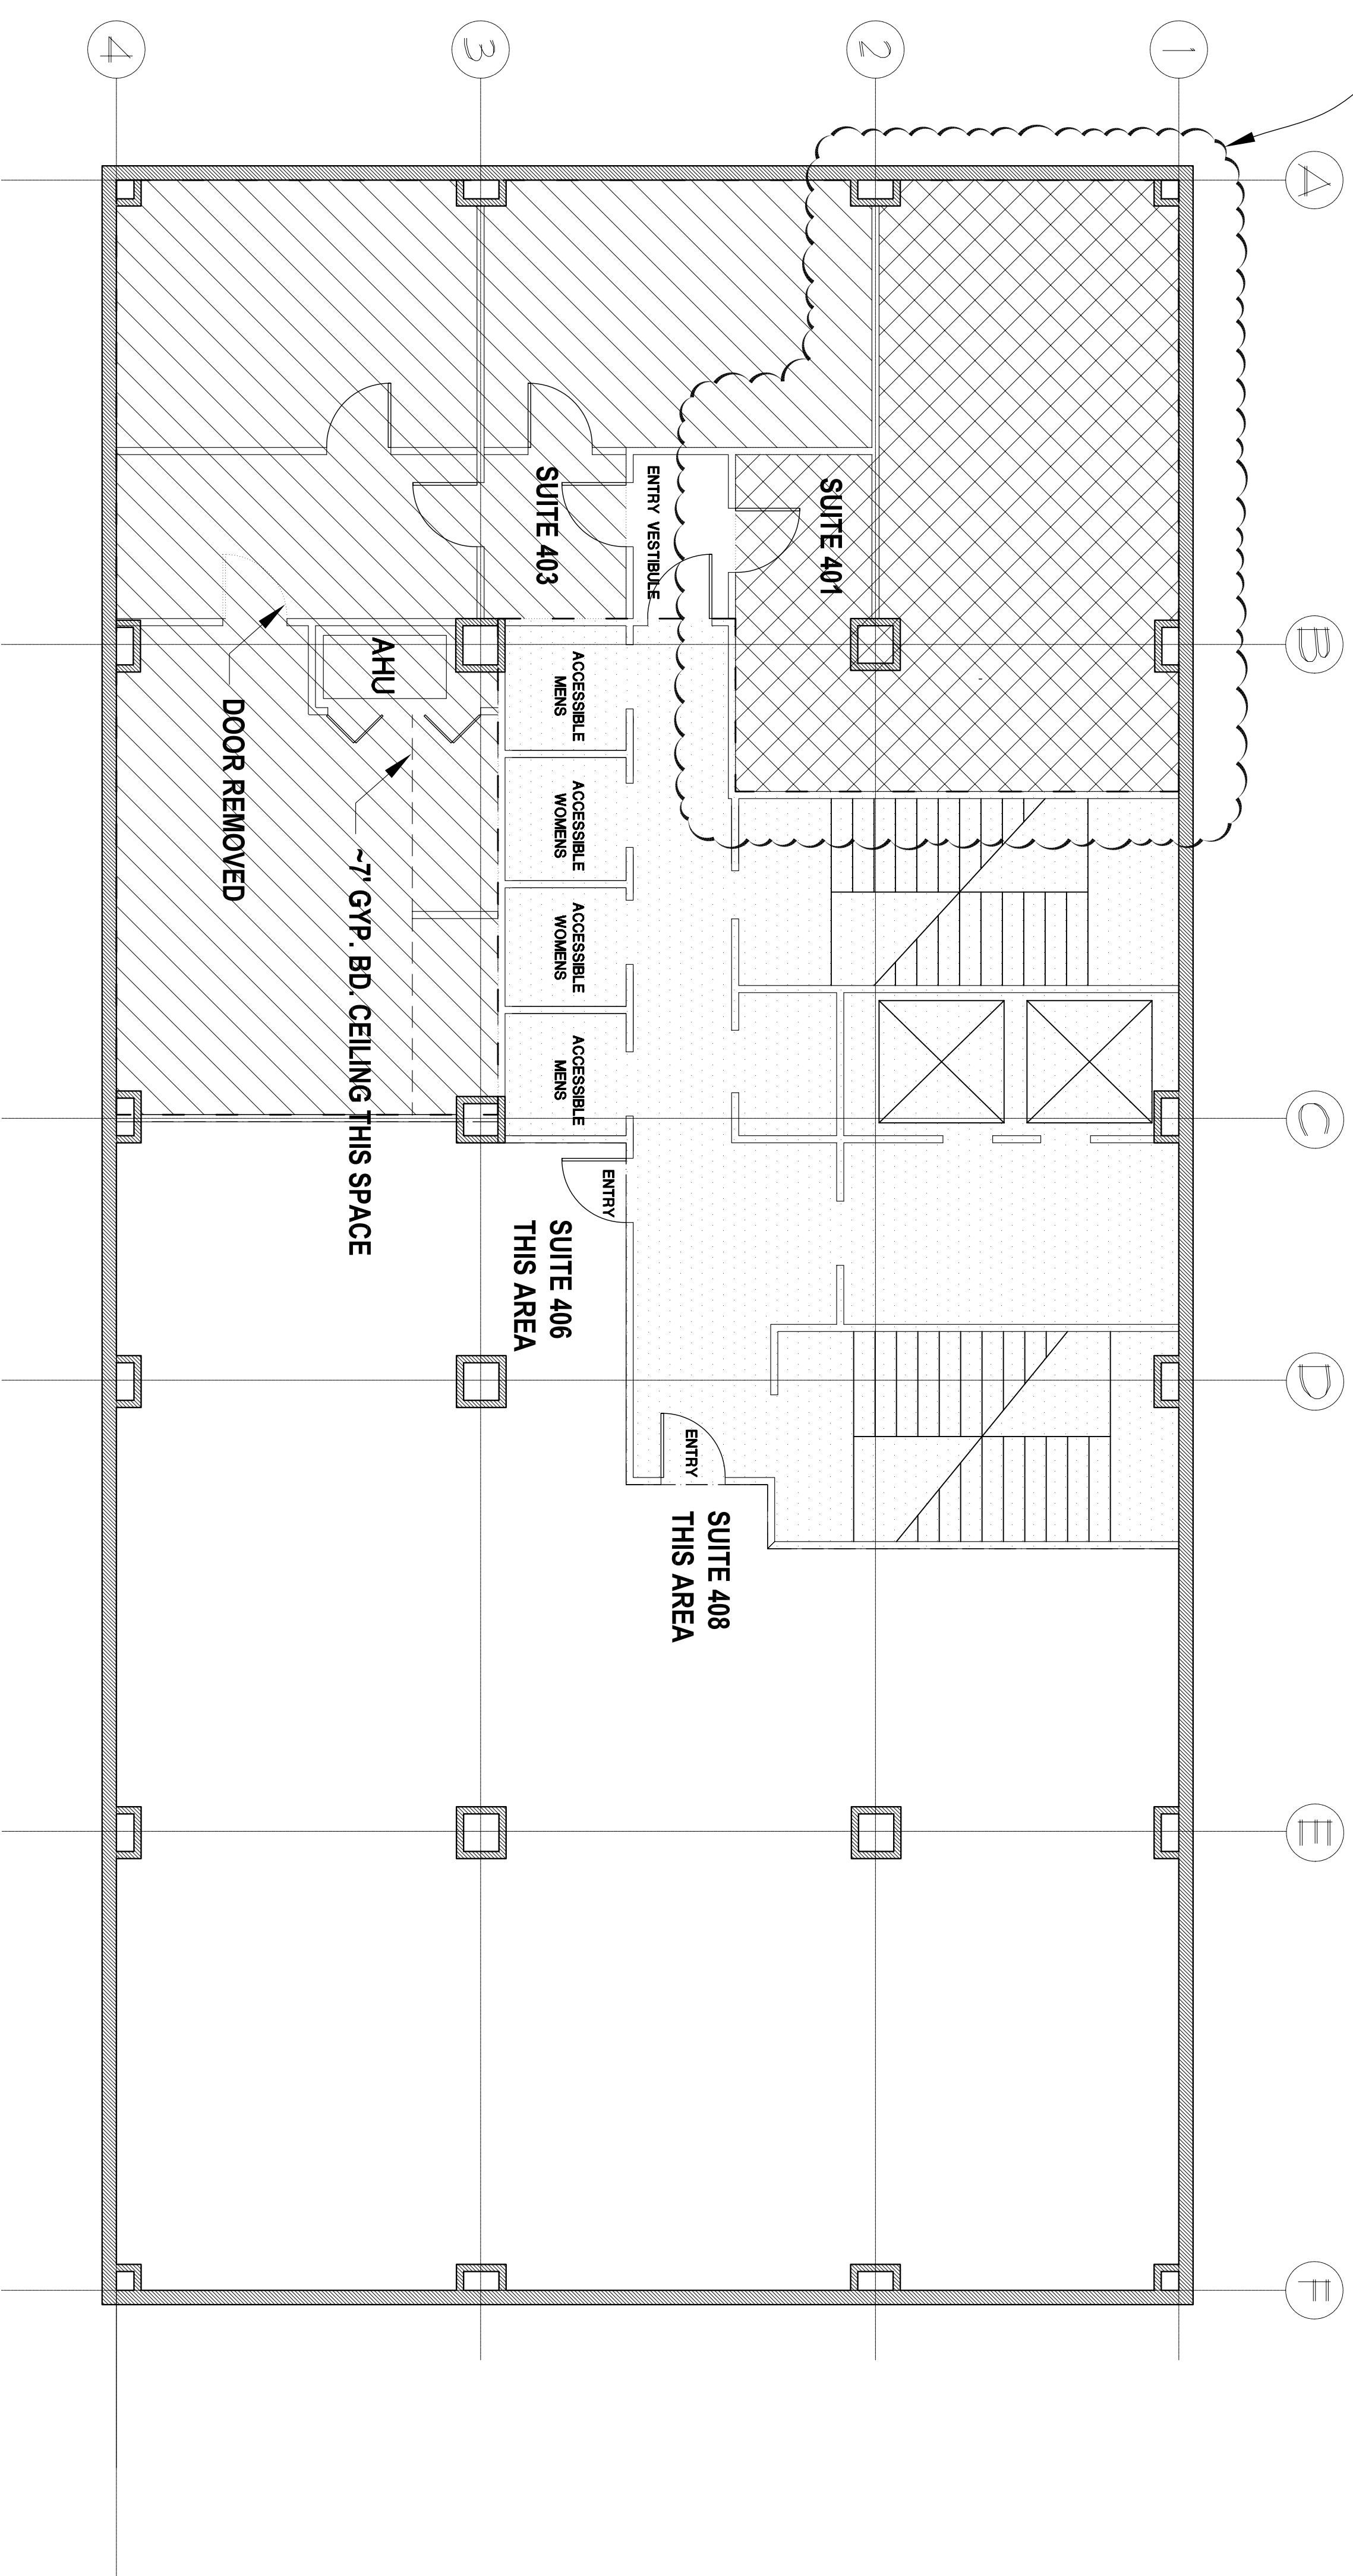 A
B
C
D
E
F
1
2
3
4
SUITE 401
ENTRY VESTIBULE
SUITE 403
ACCESSIBLE
MENS
ACCESSIBLE
WOMENS
ACCESSIBLE
WOMENS
ACCESSIBLE
MENS
ENTRY
SUITE 406
THIS AREA
ENTRY
SUITE 408
THIS AREA
AHU
~7' GYP. BD. CEILING THIS SPACE
DOOR REMOVED